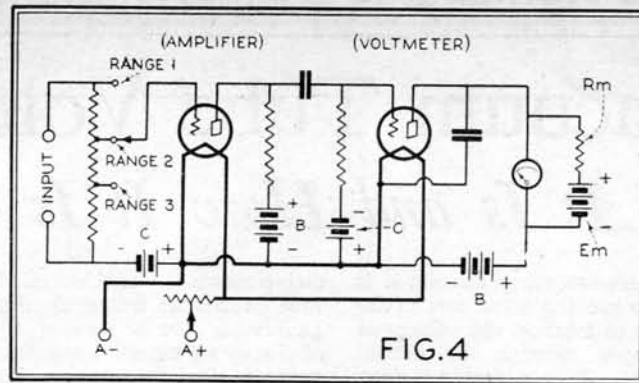 (AMPLIFIER) (VOLTMETER)
RANGE 1
Rm
INPUT
RANGE 2
RANGE 3
+
B
-
-
C
+
+
-
Em
- C +
- B +
A- A+
FIG.4